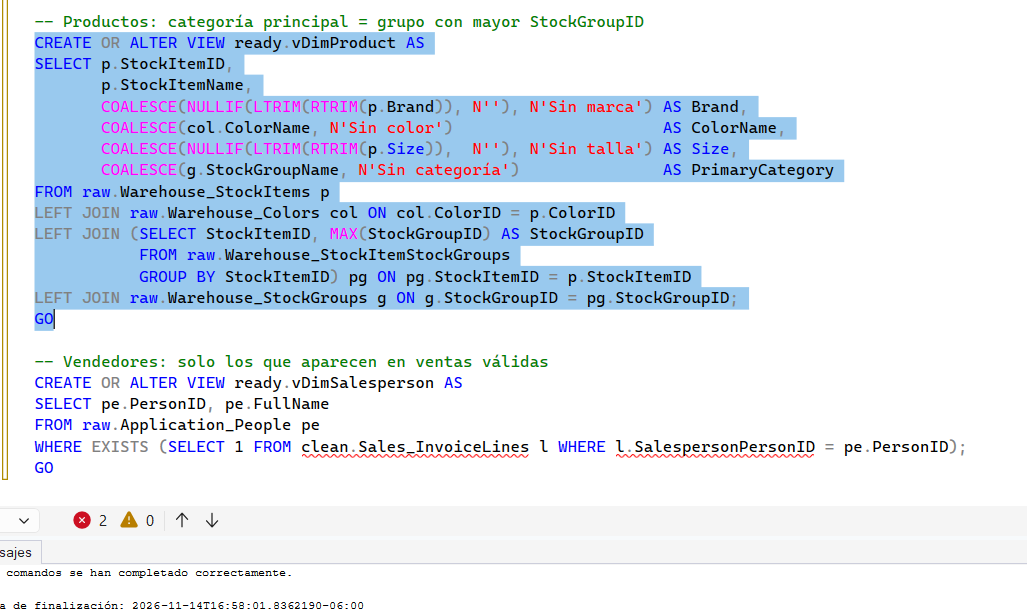 -- Productos: categoría principal = grupo con mayor StockGroupID
CREATE OR ALTER VIEW ready.vDimProduct AS
SELECT p.StockItemID,
       p.StockItemName,
       COALESCE(NULLIF(LTRIM(RTRIM(p.Brand)), N''), N'Sin marca') AS Brand,
       COALESCE(col.ColorName, N'Sin color')                      AS ColorName,
       COALESCE(NULLIF(LTRIM(RTRIM(p.Size)),  N''), N'Sin talla') AS Size,
       COALESCE(g.StockGroupName, N'Sin categoría')               AS PrimaryCategory
FROM raw.Warehouse_StockItems p
LEFT JOIN raw.Warehouse_Colors col ON col.ColorID = p.ColorID
LEFT JOIN (SELECT StockItemID, MAX(StockGroupID) AS StockGroupID
           FROM raw.Warehouse_StockItemStockGroups
           GROUP BY StockItemID) pg ON pg.StockItemID = p.StockItemID
LEFT JOIN raw.Warehouse_StockGroups g ON g.StockGroupID = pg.StockGroupID;
GO
-- Vendedores: solo los que aparecen en ventas válidas
CREATE OR ALTER VIEW ready.vDimSalesperson AS
SELECT pe.PersonID, pe.FullName
FROM raw.Application_People pe
WHERE EXISTS (SELECT 1 FROM clean.Sales_InvoiceLines l WHERE l.SalespersonPersonID = pe.PersonID);
GO
2 0
sajes
comandos se han completado correctamente.
a de finalización: 2026-11-14T16:58:01.8362190-06:00